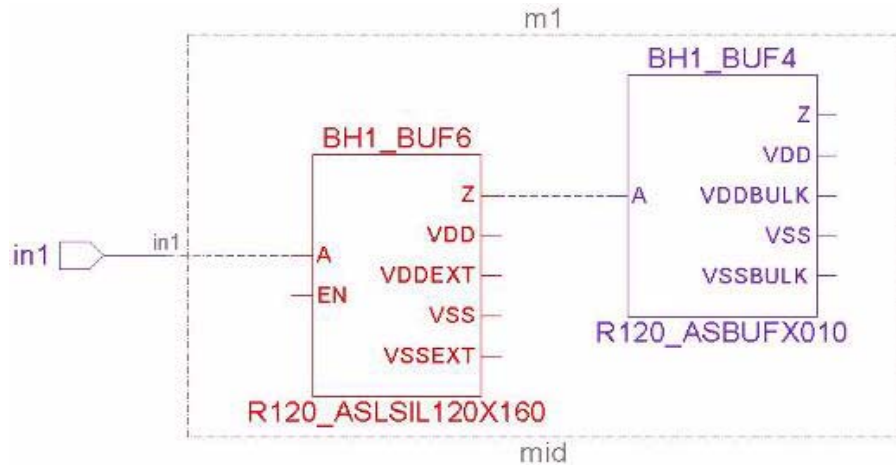 m1
BH1_BUF4
Z
VDD
A VDDBULK
VSS
VSSBULK
R120_ASBUFX010
BH1_BUF6
Z
VDD
A
VDDEXT
EN
VSS
VSSEXT
R120_ASLSIL120X160
in1
in1
mid